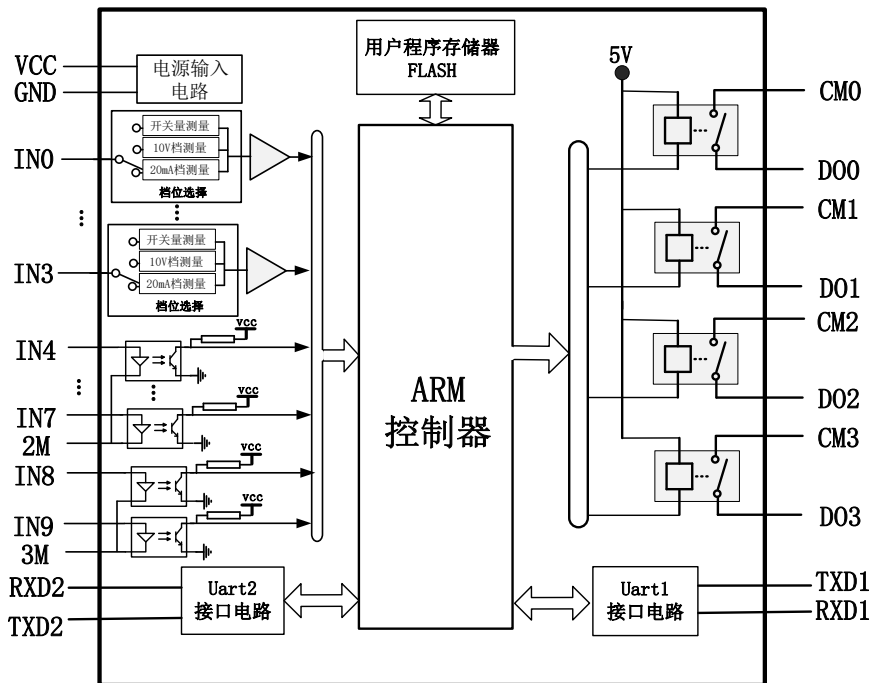 VCC
GND
电源输入
电路
用户程序存储器
FLASH
5V
CM0
DO0
IN0
开关量测量
10V档测量
20mA档测量
档位选择
CM1
DO1
IN3
开关量测量
10V档测量
20mA档测量
档位选择
CM2
DO2
IN4
vcc
IN7
2M
vcc
ARM
控制器
CM3
DO3
IN8
vcc
IN9
3M
vcc
RXD2
TXD2
Uart2
接口电路
Uart1
接口电路
TXD1
RXD1